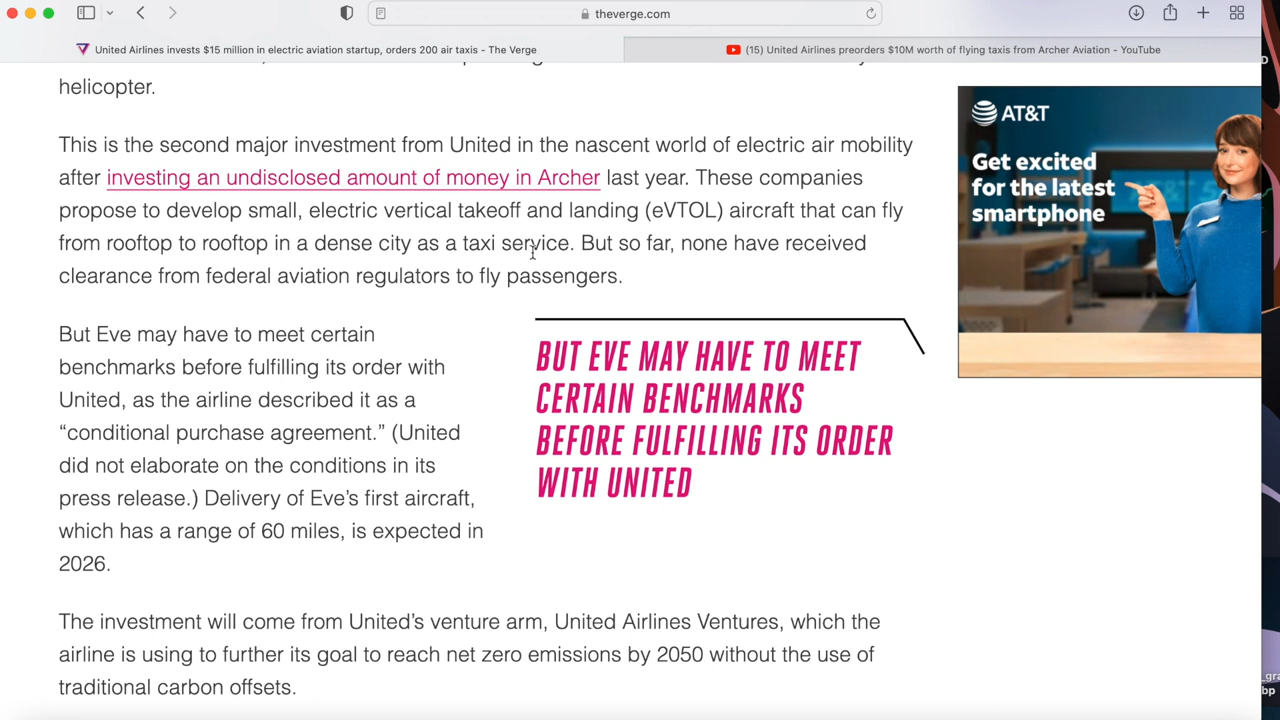 theverge.com
United Airlines invests $15 million in electric aviation startup, orders 200 air taxis - The Verge
(15) United Airlines preorders $10M worth of flying taxis from Archer Aviation - YouTube
helicopter.
This is the second major investment from United in the nascent world of electric air mobility
after investing an undisclosed amount of money in Archer last year. These companies
propose to develop small, electric vertical takeoff and landing (eVTOL) aircraft that can fly
from rooftop to rooftop in a dense city as a taxi service. But so far, none have received
clearance from federal aviation regulators to fly passengers.
But Eve may have to meet certain
benchmarks before fulfilling its order with
United, as the airline described it as a
“conditional purchase agreement.” (United
did not elaborate on the conditions in its
press release.) Delivery of Eve’s first aircraft,
which has a range of 60 miles, is expected in
2026.
BUT EVE MAY HAVE TO MEET
CERTAIN BENCHMARKS
BEFORE FULFILLING ITS ORDER
WITH UNITED
The investment will come from United’s venture arm, United Airlines Ventures, which the
airline is using to further its goal to reach net zero emissions by 2050 without the use of
traditional carbon offsets.
AT&T
Get excited
for the latest
smartphone